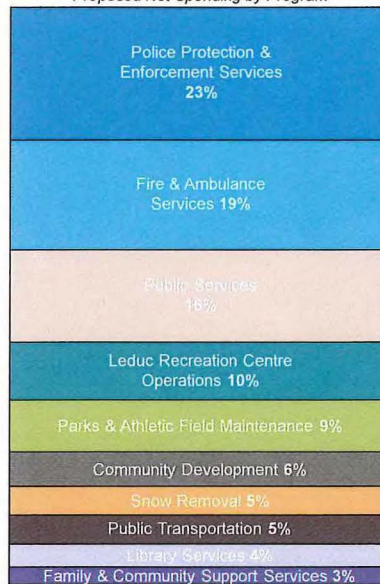 Proposed Net Spending by Program
Police Protection &
Enforcement Services
23%
Fire & Ambulance
Services 19%
Public Services
16%
Leduc Recreation Centre
Operations 10%
Parks & Athletic Field Maintenance 9%
Community Development 6%
Snow Removal 5%
Public Transportation 5%
Library Services 4%
Family & Community Support Services 3%